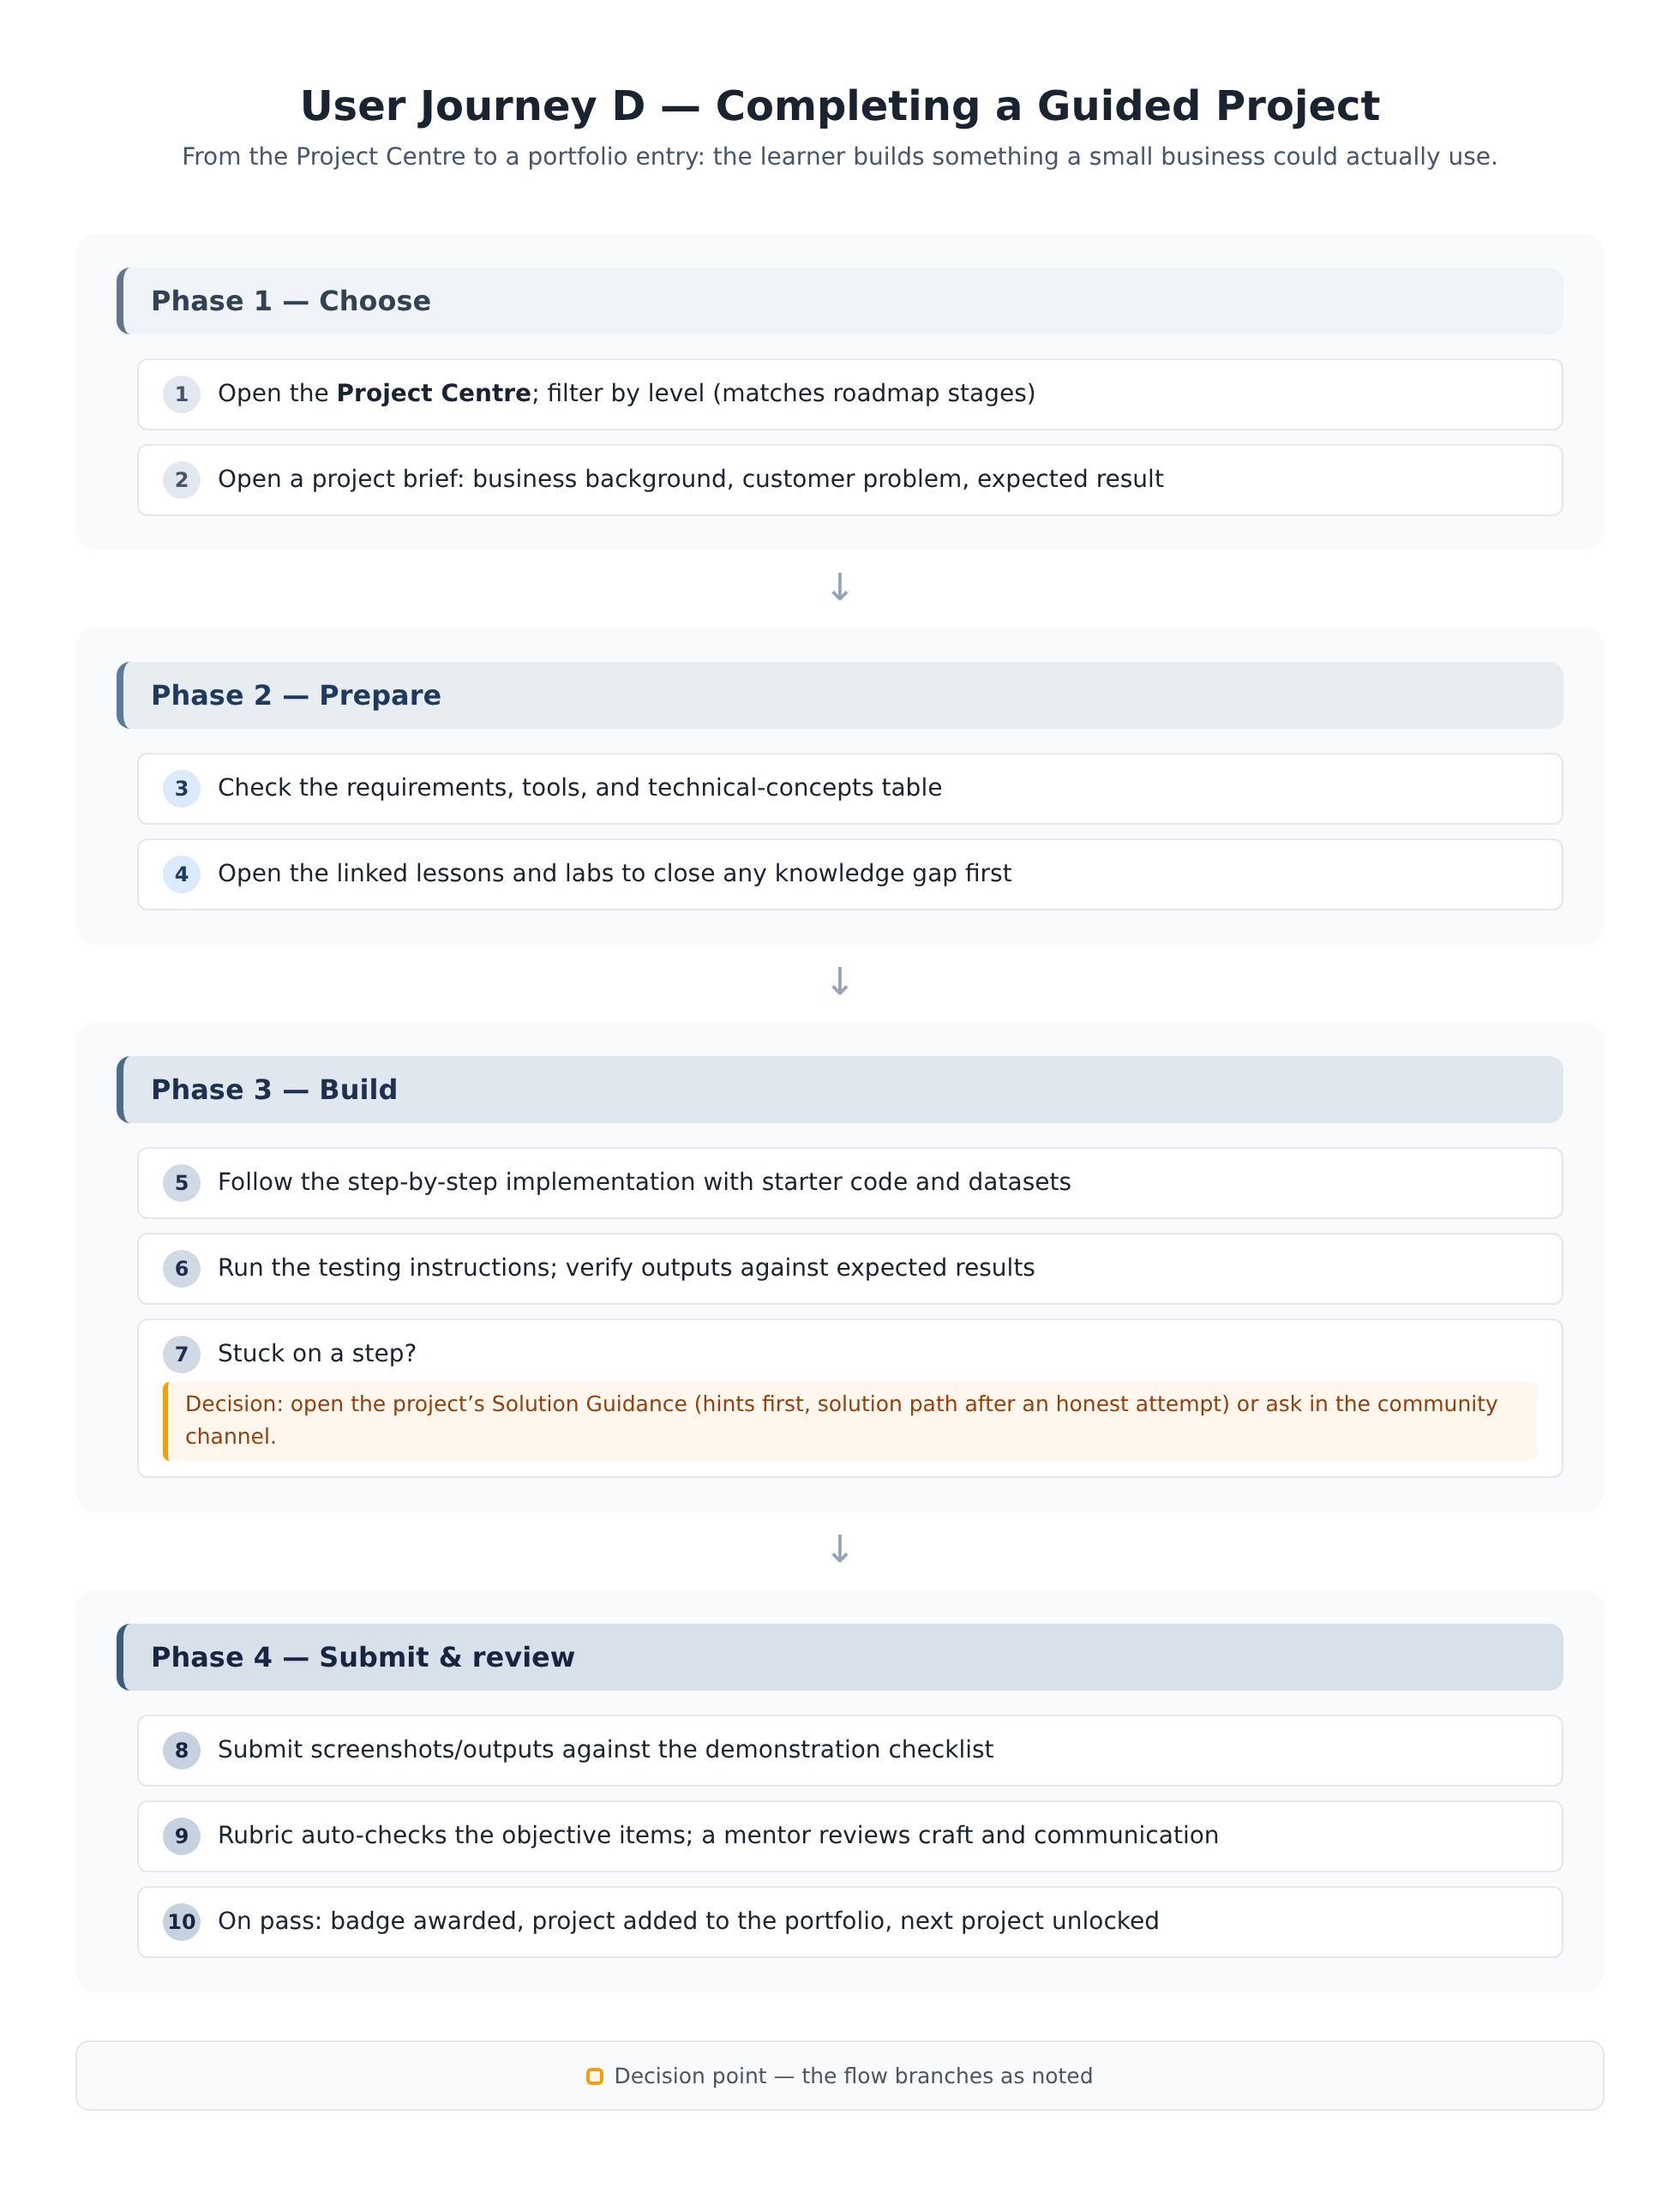 User Journey D — Completing a Guided Project
From the Project Centre to a portfolio entry: the learner builds something a small business could actually use.
Phase 1 — Choose
1 Open the Project Centre; filter by level (matches roadmap stages)
2 Open a project brief: business background, customer problem, expected result
↓
Phase 2 — Prepare
3 Check the requirements, tools, and technical-concepts table
4 Open the linked lessons and labs to close any knowledge gap first
↓
Phase 3 — Build
5 Follow the step-by-step implementation with starter code and datasets
6 Run the testing instructions; verify outputs against expected results
7 Stuck on a step?
Decision: open the project’s Solution Guidance (hints first, solution path after an honest attempt) or ask in the community
channel.
↓
Phase 4 — Submit & review
8 Submit screenshots/outputs against the demonstration checklist
9 Rubric auto-checks the objective items; a mentor reviews craft and communication
10 On pass: badge awarded, project added to the portfolio, next project unlocked
Decision point — the flow branches as noted